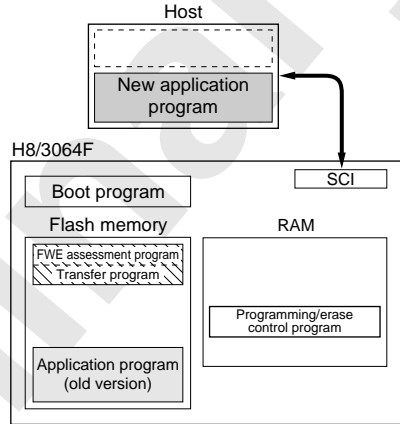 Host
New application
program
H8/3064F
SCI
Boot program
Flash memory
RAM
FWE assessment program
Transfer program
Programming/erase
control program
Application program
(old version)